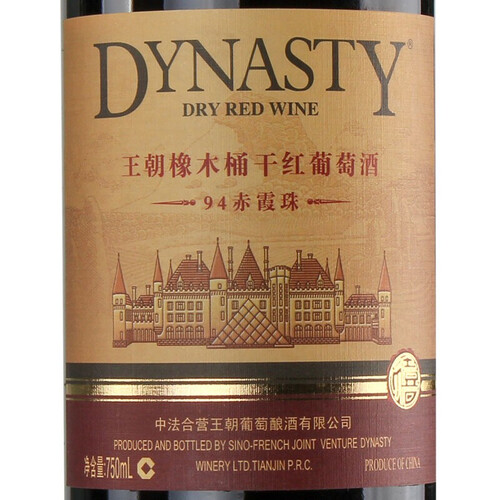 DYNASTY®
DRY RED WINE
王朝橡木桶干红葡萄酒
94赤霞珠
中法合营王朝葡萄酿酒有限公司
PRODUCED AND BOTTLED BY SINO-FRENCH JOINT VENTURE DYNASTY
WINERY LTD.TIANJIN P.R.C.
净含量:750mL
PRODUCE OF CHINA